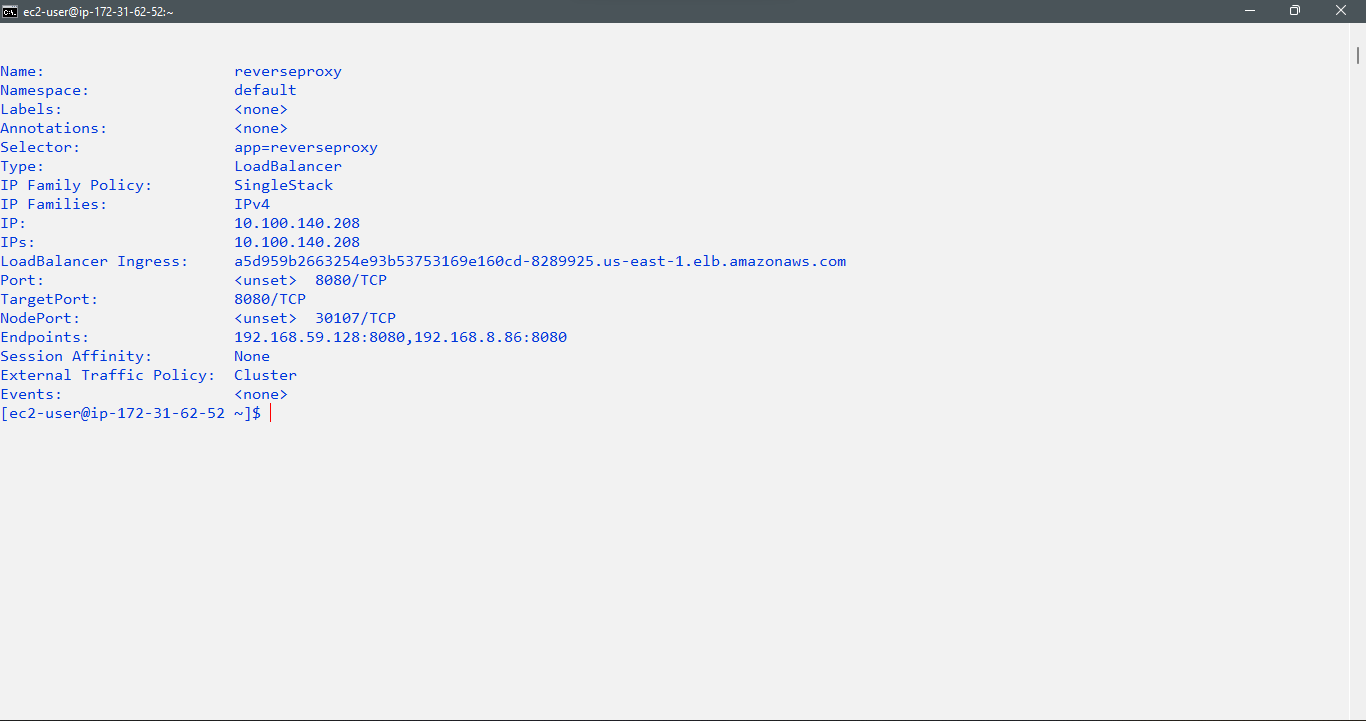 ec2-user@ip-172-31-62-52:~
Name: reverseproxy
Namespace: default
Labels: <none>
Annotations: <none>
Selector: app=reverseproxy
Type: LoadBalancer
IP Family Policy: SingleStack
IP Families: IPv4
IP: 10.100.140.208
IPs: 10.100.140.208
LoadBalancer Ingress: a5d959b2663254e93b53753169e160cd-8289925.us-east-1.elb.amazonaws.com
Port: <unset> 8080/TCP
TargetPort: 8080/TCP
NodePort: <unset> 30107/TCP
Endpoints: 192.168.59.128:8080,192.168.8.86:8080
Session Affinity: None
External Traffic Policy: Cluster
Events: <none>
[ec2-user@ip-172-31-62-52 ~]$